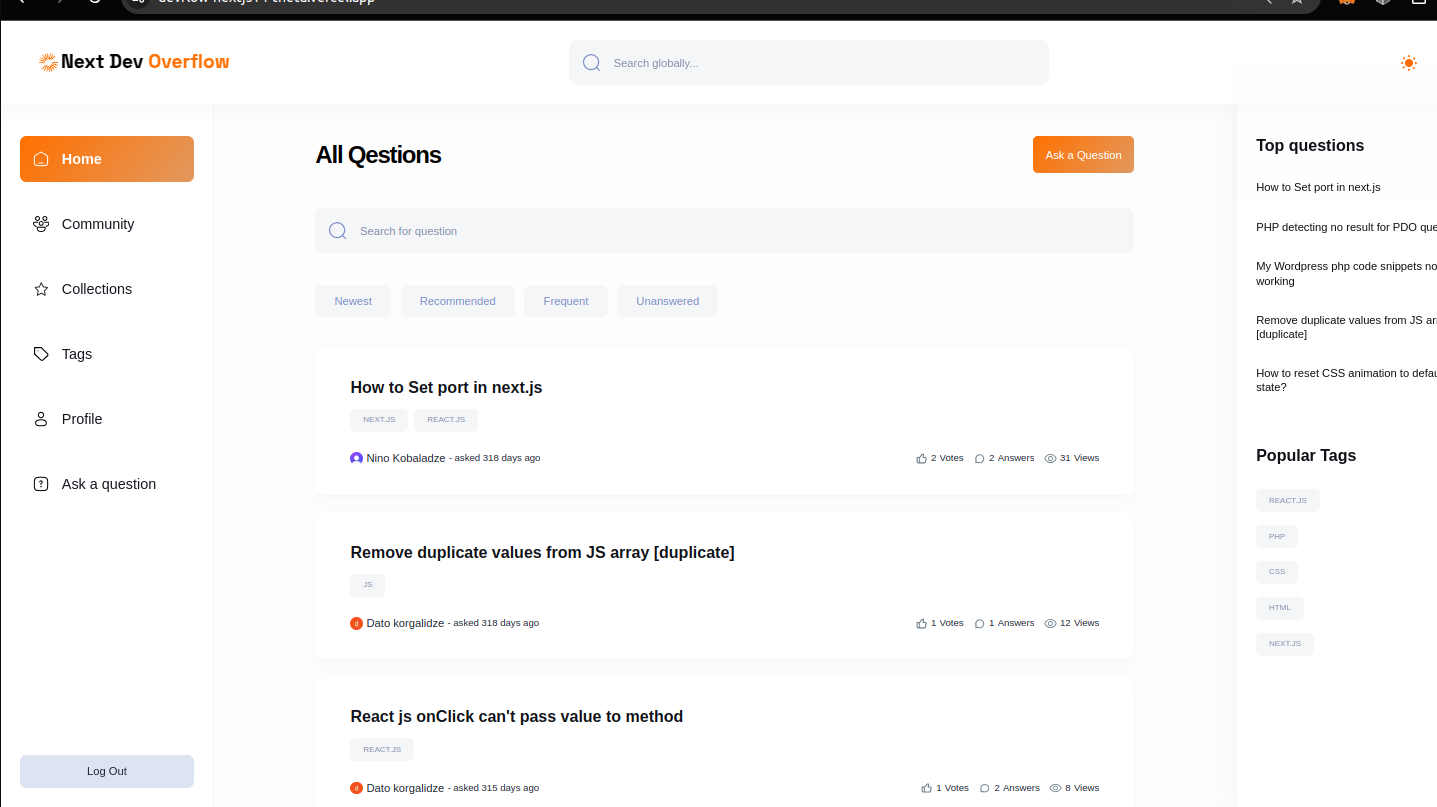 Next Dev Overflow
Search globally...
Home
Community
Collections
Tags
Profile
Ask a question
Log Out
All Qestions
Ask a Question
Search for question
Newest
Recommended
Frequent
Unanswered
How to Set port in next.js
NEXT.JS
REACT.JS
Nino Kobaladze - asked 318 days ago
2 Votes
2 Answers
31 Views
Remove duplicate values from JS array [duplicate]
JS
Dato korgalidze - asked 318 days ago
1 Votes
1 Answers
12 Views
React js onClick can't pass value to method
REACT.JS
Dato korgalidze - asked 315 days ago
1 Votes
2 Answers
8 Views
Top questions
How to Set port in next.js
PHP detecting no result for PDO que
My Wordpress php code snippets no
working
Remove duplicate values from JS ar
[duplicate]
How to reset CSS animation to defau
state?
Popular Tags
REACT.JS
PHP
CSS
HTML
NEXT.JS